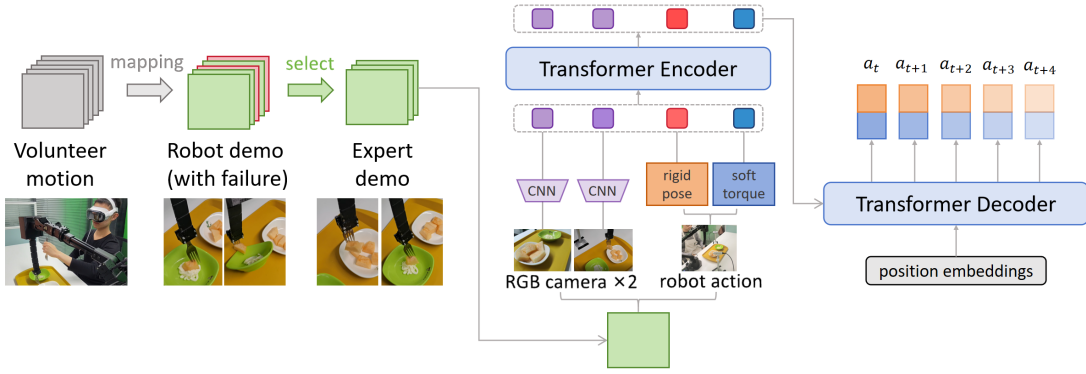 mapping
select
Volunteer
motion
Robot demo
(with failure)
Expert
demo
Transformer Encoder
CNN
CNN
rigid
pose
soft
torque
RGB camera ×2
robot action
a_t
a_{t+1}
a_{t+2}
a_{t+3}
a_{t+4}
Transformer Decoder
position embeddings